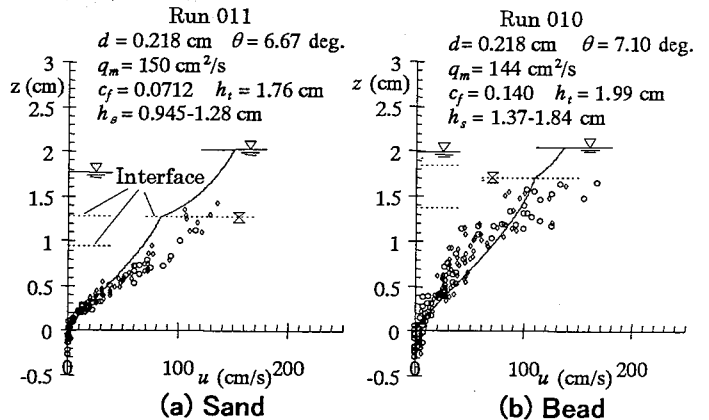 Run 011
d = 0.218 cm θ = 6.67 deg.
q_m = 150 cm²/s
c_f = 0.0712 h_t = 1.76 cm
h_s = 0.945-1.28 cm
z (cm)
3
2.5
2
1.5
1
0.5
0
-0.5
Interface
0
100
200
u (cm/s)
(a) Sand
Run 010
d = 0.218 cm θ = 7.10 deg.
q_m = 144 cm²/s
c_f = 0.140 h_t = 1.99 cm
h_s = 1.37-1.84 cm
z (cm)
3
2.5
2
1.5
1
0.5
0
-0.5
0
100
200
u (cm/s)
(b) Bead